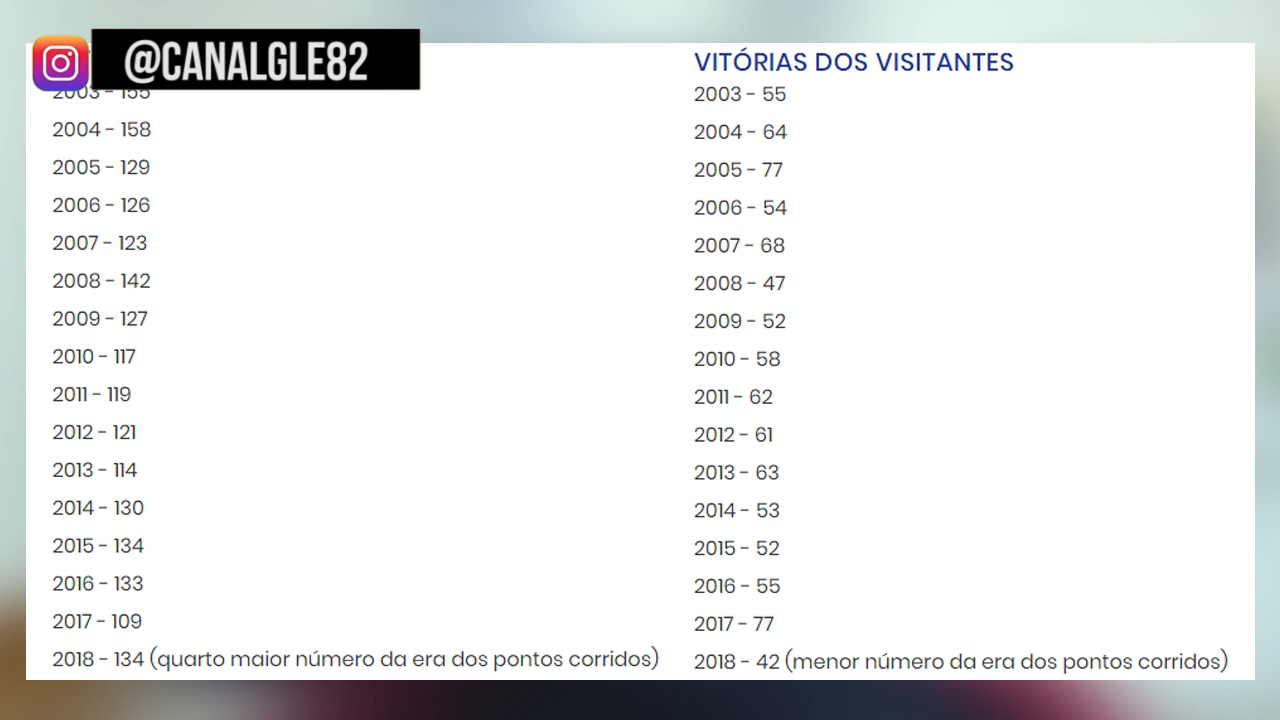 @CANALGLE82
2003 - 155
2004 - 158
2005 - 129
2006 - 126
2007 - 123
2008 - 142
2009 - 127
2010 - 117
2011 - 119
2012 - 121
2013 - 114
2014 - 130
2015 - 134
2016 - 133
2017 - 109
2018 - 134 (quarto maior número da era dos pontos corridos)
VITÓRIAS DOS VISITANTES
2003 - 55
2004 - 64
2005 - 77
2006 - 54
2007 - 68
2008 - 47
2009 - 52
2010 - 58
2011 - 62
2012 - 61
2013 - 63
2014 - 53
2015 - 52
2016 - 55
2017 - 77
2018 - 42 (menor número da era dos pontos corridos)